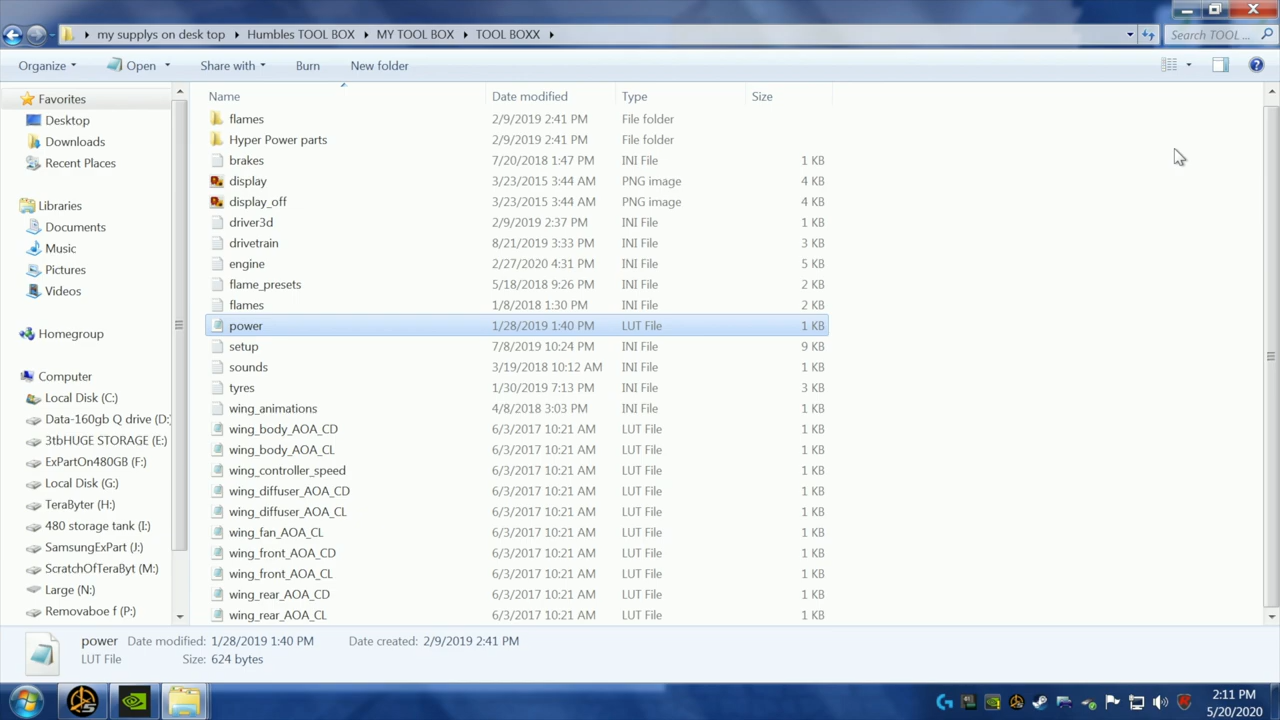 my supplys on desk top Humbles TOOL BOX MY TOOL BOX TOOL BOXX Search TOOL ...
Organize Open Share with Burn New folder
Favorites
Desktop
Downloads
Recent Places
Libraries
Documents
Music
Pictures
Videos
Homegroup
Computer
Local Disk (C:)
Data-160gb Q drive (D:)
3tbHUGE STORAGE (E:)
ExPartOn480GB (F:)
Local Disk (G:)
TeraByter (H:)
480 storage tank (I:)
SamsungExPart (J:)
ScratchOfTeraByt (M:)
Large (N:)
Removaboe f (P:)
Name Date modified Type Size
flames 2/9/2019 2:41 PM File folder
Hyper Power parts 2/9/2019 2:41 PM File folder
brakes 7/20/2018 1:47 PM INI File 1 KB
display 3/23/2015 3:44 AM PNG image 4 KB
display_off 3/23/2015 3:44 AM PNG image 4 KB
driver3d 2/9/2019 2:37 PM INI File 1 KB
drivetrain 8/21/2019 3:33 PM INI File 3 KB
engine 2/27/2020 4:31 PM INI File 5 KB
flame_presets 5/18/2018 9:26 PM INI File 2 KB
flames 1/8/2018 1:30 PM INI File 2 KB
power 1/28/2019 1:40 PM LUT File 1 KB
setup 7/8/2019 10:24 PM INI File 9 KB
sounds 3/19/2018 10:12 AM INI File 1 KB
tyres 1/30/2019 7:13 PM INI File 3 KB
wing_animations 4/8/2018 3:03 PM INI File 1 KB
wing_body_AOA_CD 6/3/2017 10:21 AM LUT File 1 KB
wing_body_AOA_CL 6/3/2017 10:21 AM LUT File 1 KB
wing_controller_speed 6/3/2017 10:21 AM LUT File 1 KB
wing_diffuser_AOA_CD 6/3/2017 10:21 AM LUT File 1 KB
wing_diffuser_AOA_CL 6/3/2017 10:21 AM LUT File 1 KB
wing_fan_AOA_CL 6/3/2017 10:21 AM LUT File 1 KB
wing_front_AOA_CD 6/3/2017 10:21 AM LUT File 1 KB
wing_front_AOA_CL 6/3/2017 10:21 AM LUT File 1 KB
wing_rear_AOA_CD 6/3/2017 10:21 AM LUT File 1 KB
wing_rear_AOA_CL 6/3/2017 10:21 AM LUT File 1 KB
power Date modified: 1/28/2019 1:40 PM Date created: 2/9/2019 2:41 PM
LUT File Size: 624 bytes
2:11 PM
5/20/2020